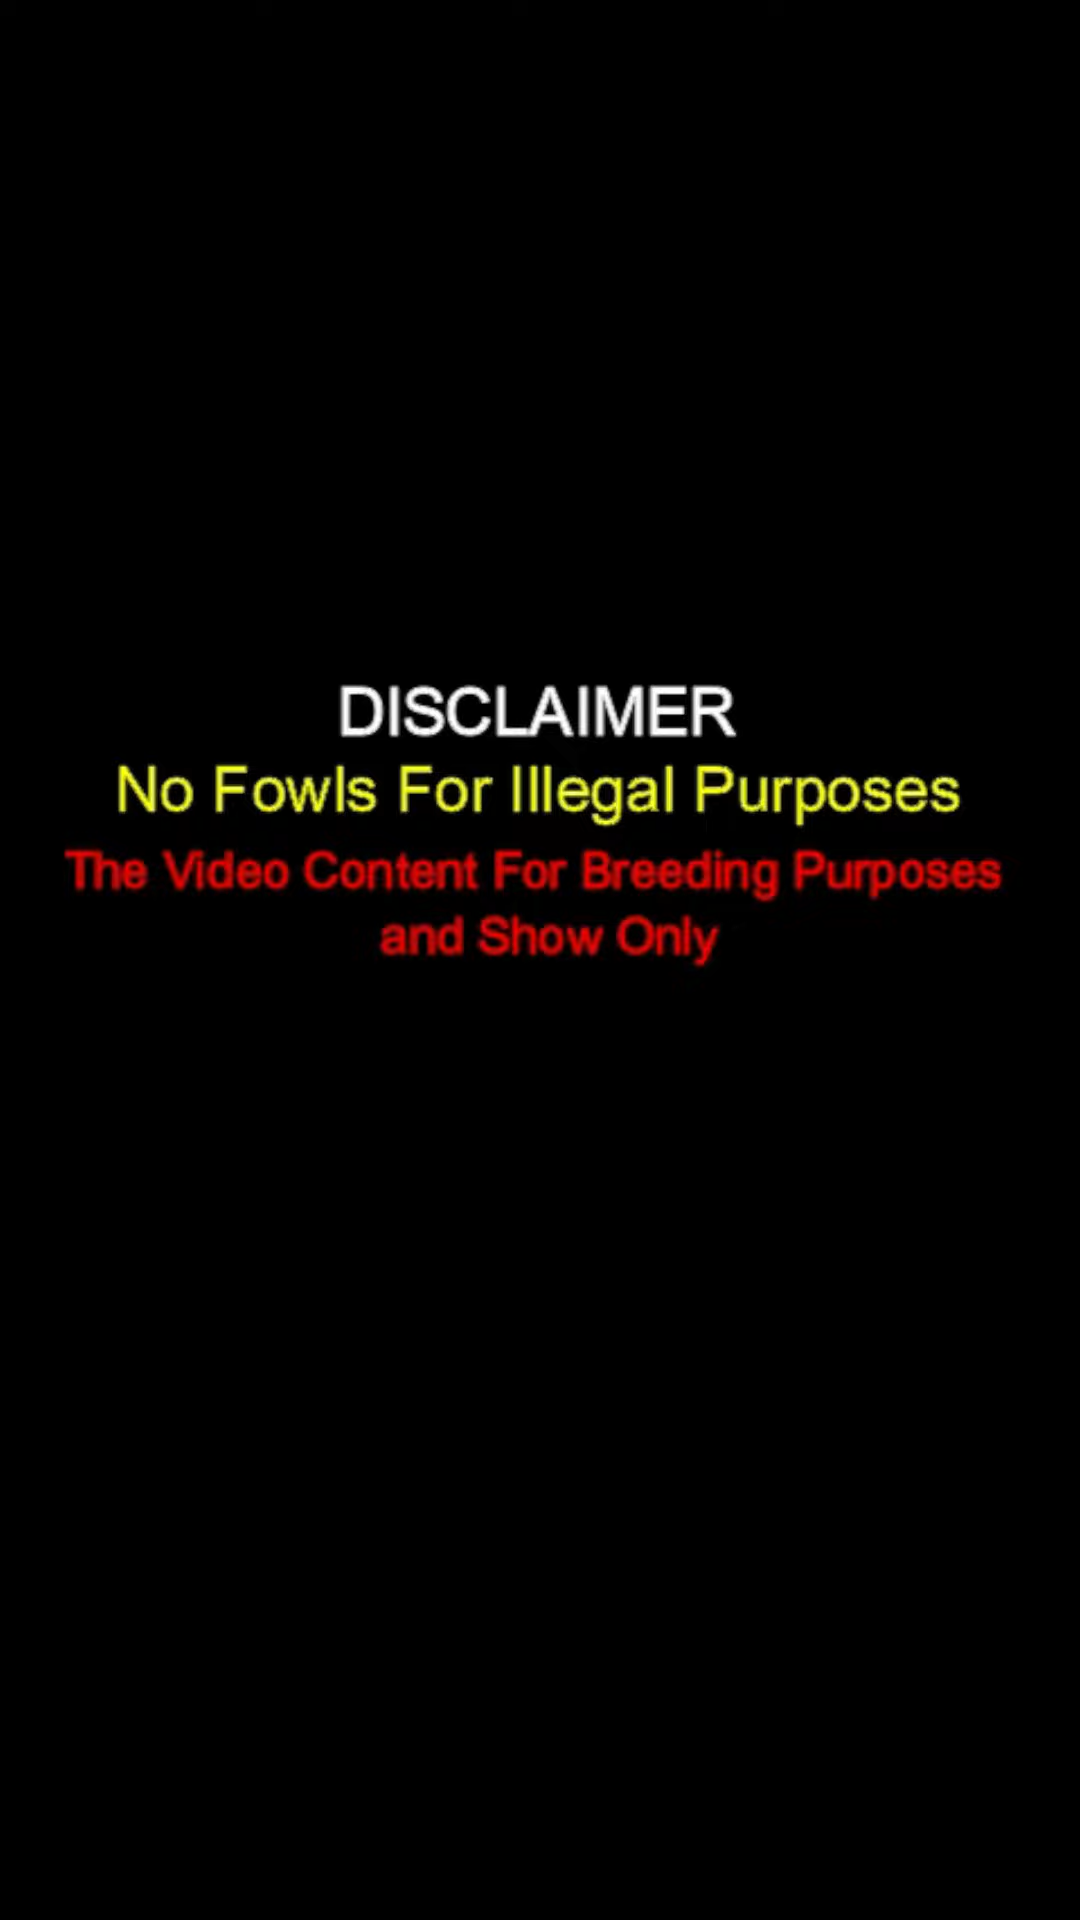 DISCLAIMER
No Fowls For Illegal Purposes
The Video Content For Breeding Purposes
and Show Only